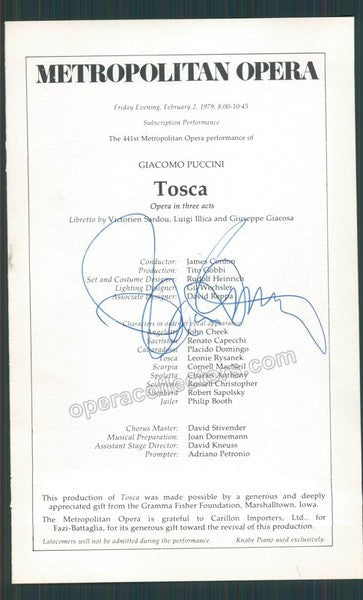 METROPOLITAN OPERA
Friday Evening, February 2, 1979, 8:00-10:45
Subscription Performance
The 441st Metropolitan Opera performance of
GIACOMO PUCCINI
Tosca
Opera in three acts
Libretto by Victorien Sardou, Luigi Illica and Giuseppe Giacosa
Conductor: James Conlon
Production: Tito Gobbi
Set and Costume Designer: Rudolf Heinrich
Lighting Designer: Gil Wechsler
Associate Designer: David Reppa
Characters in order of vocal appearance
Angelotti John Cheek
Sacristan Renato Capecchi
Cavaradossi Placido Domingo
Tosca Leonie Rysanek
Scarpia Cornell MacNeil
Spoletta Charles Anthony
Sciarrone Russell Christopher
Shepherd Robert Sapolsky
Jailer Philip Booth
operacollectibles.com
Chorus Master: David Stivender
Musical Preparation: Joan Dornemann
Assistant Stage Director: David Kneuss
Prompter: Adriano Petronio
This production of Tosca was made possible by a generous and deeply
appreciated gift from the Gramma Fisher Foundation, Marshalltown, Iowa.
The Metropolitan Opera is grateful to Carillon Importers, Ltd., for
Fazi-Battaglia, for its generous gift toward the revival of this production.
Latecomers will not be admitted during the performance. Knabe Piano used exclusively.